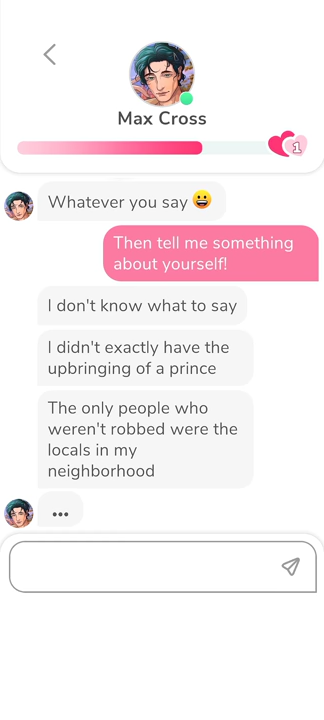 Max Cross
1
Whatever you say 😀
Then tell me something
about yourself!
I don't know what to say
I didn't exactly have the
upbringing of a prince
The only people who
weren't robbed were the
locals in my
neighborhood
...